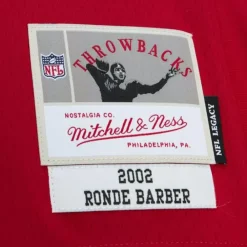 THROWBACKS
NFL
NOSTALGIA CO.
Mitchell & Ness
PHILADELPHIA, PA.
NFL LEGACY
2002
RONDE BARBER